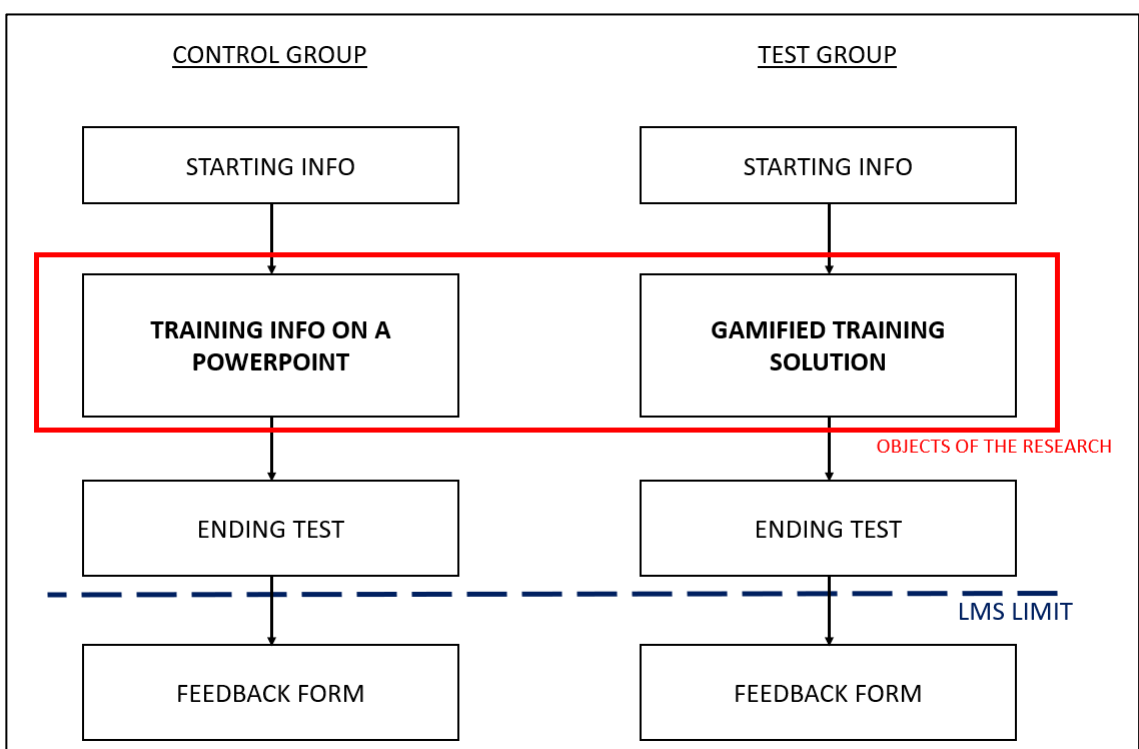 CONTROL GROUP
TEST GROUP
STARTING INFO
STARTING INFO
TRAINING INFO ON A
POWERPOINT
GAMIFIED TRAINING
SOLUTION
OBJECTS OF THE RESEARCH
ENDING TEST
ENDING TEST
LMS LIMIT
FEEDBACK FORM
FEEDBACK FORM